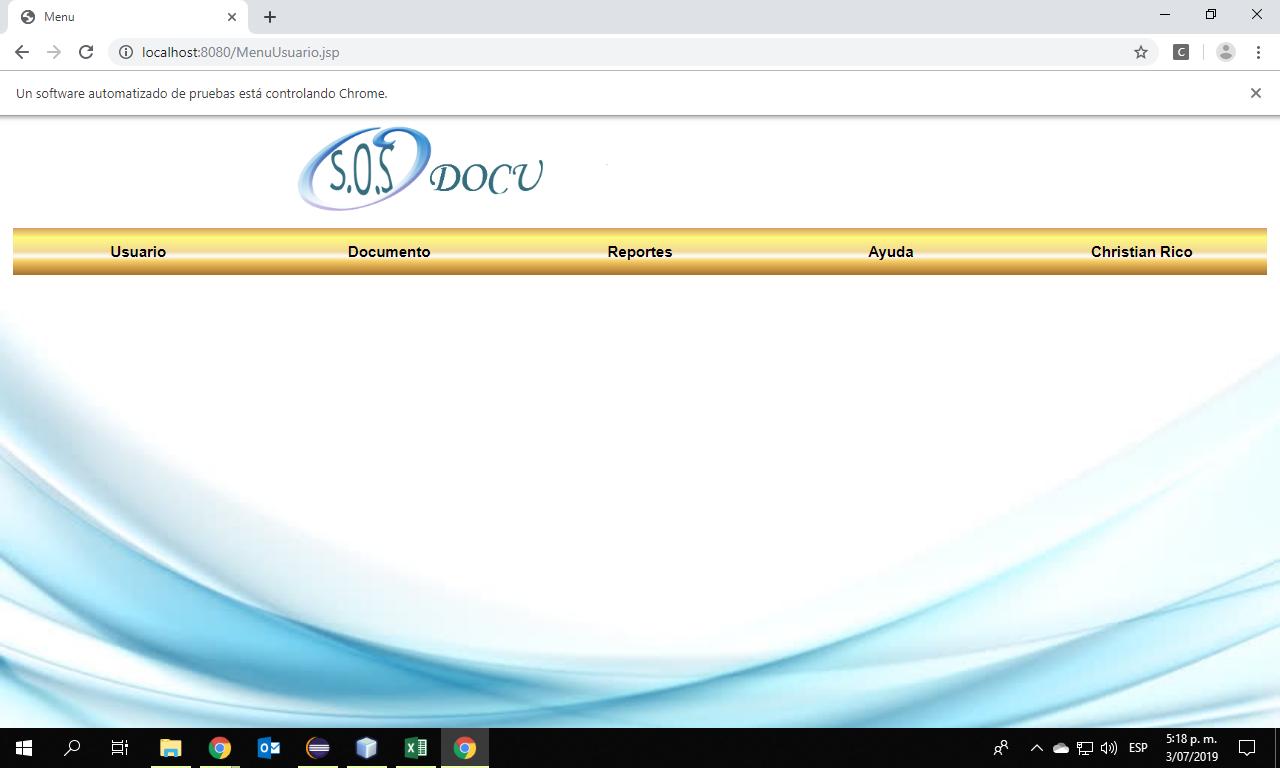 Menu
localhost:8080/MenuUsuario.jsp
C
Un software automatizado de pruebas está controlando Chrome.
S.O.S DOCU
Usuario Documento Reportes Ayuda Christian Rico
ESP
5:18 p. m.
3/07/2019